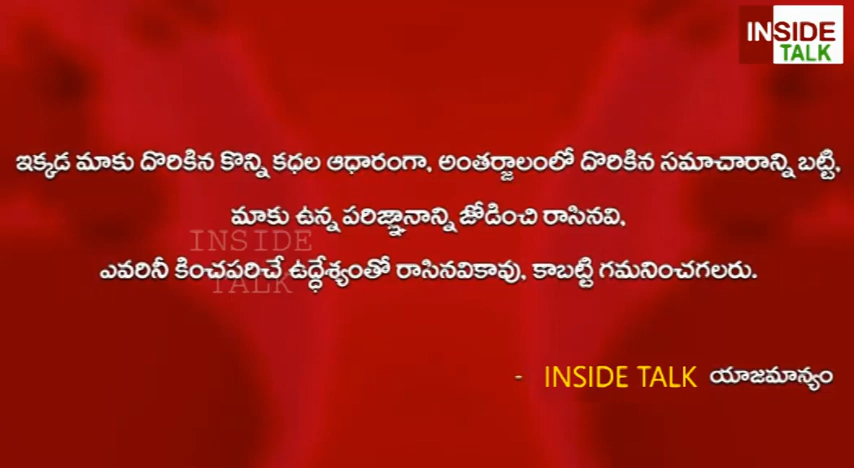 INSIDE
TALK
ఇక్కడ మాకు దొరికిన కొన్ని కధల ఆధారంగా, అంతర్జాలంలో దొరికిన సమాచారాన్ని బట్టి,
మాకు ఉన్న పరిజ్ఞానాన్ని జోడించి రాసినవి,
INSIDE
ఎవరినీ కించపరిచే ఉద్ధేశ్యంతో రాసినవికావు, కాబట్టి గమనించగలరు.
TALK
- INSIDE TALK యాజమాన్యం